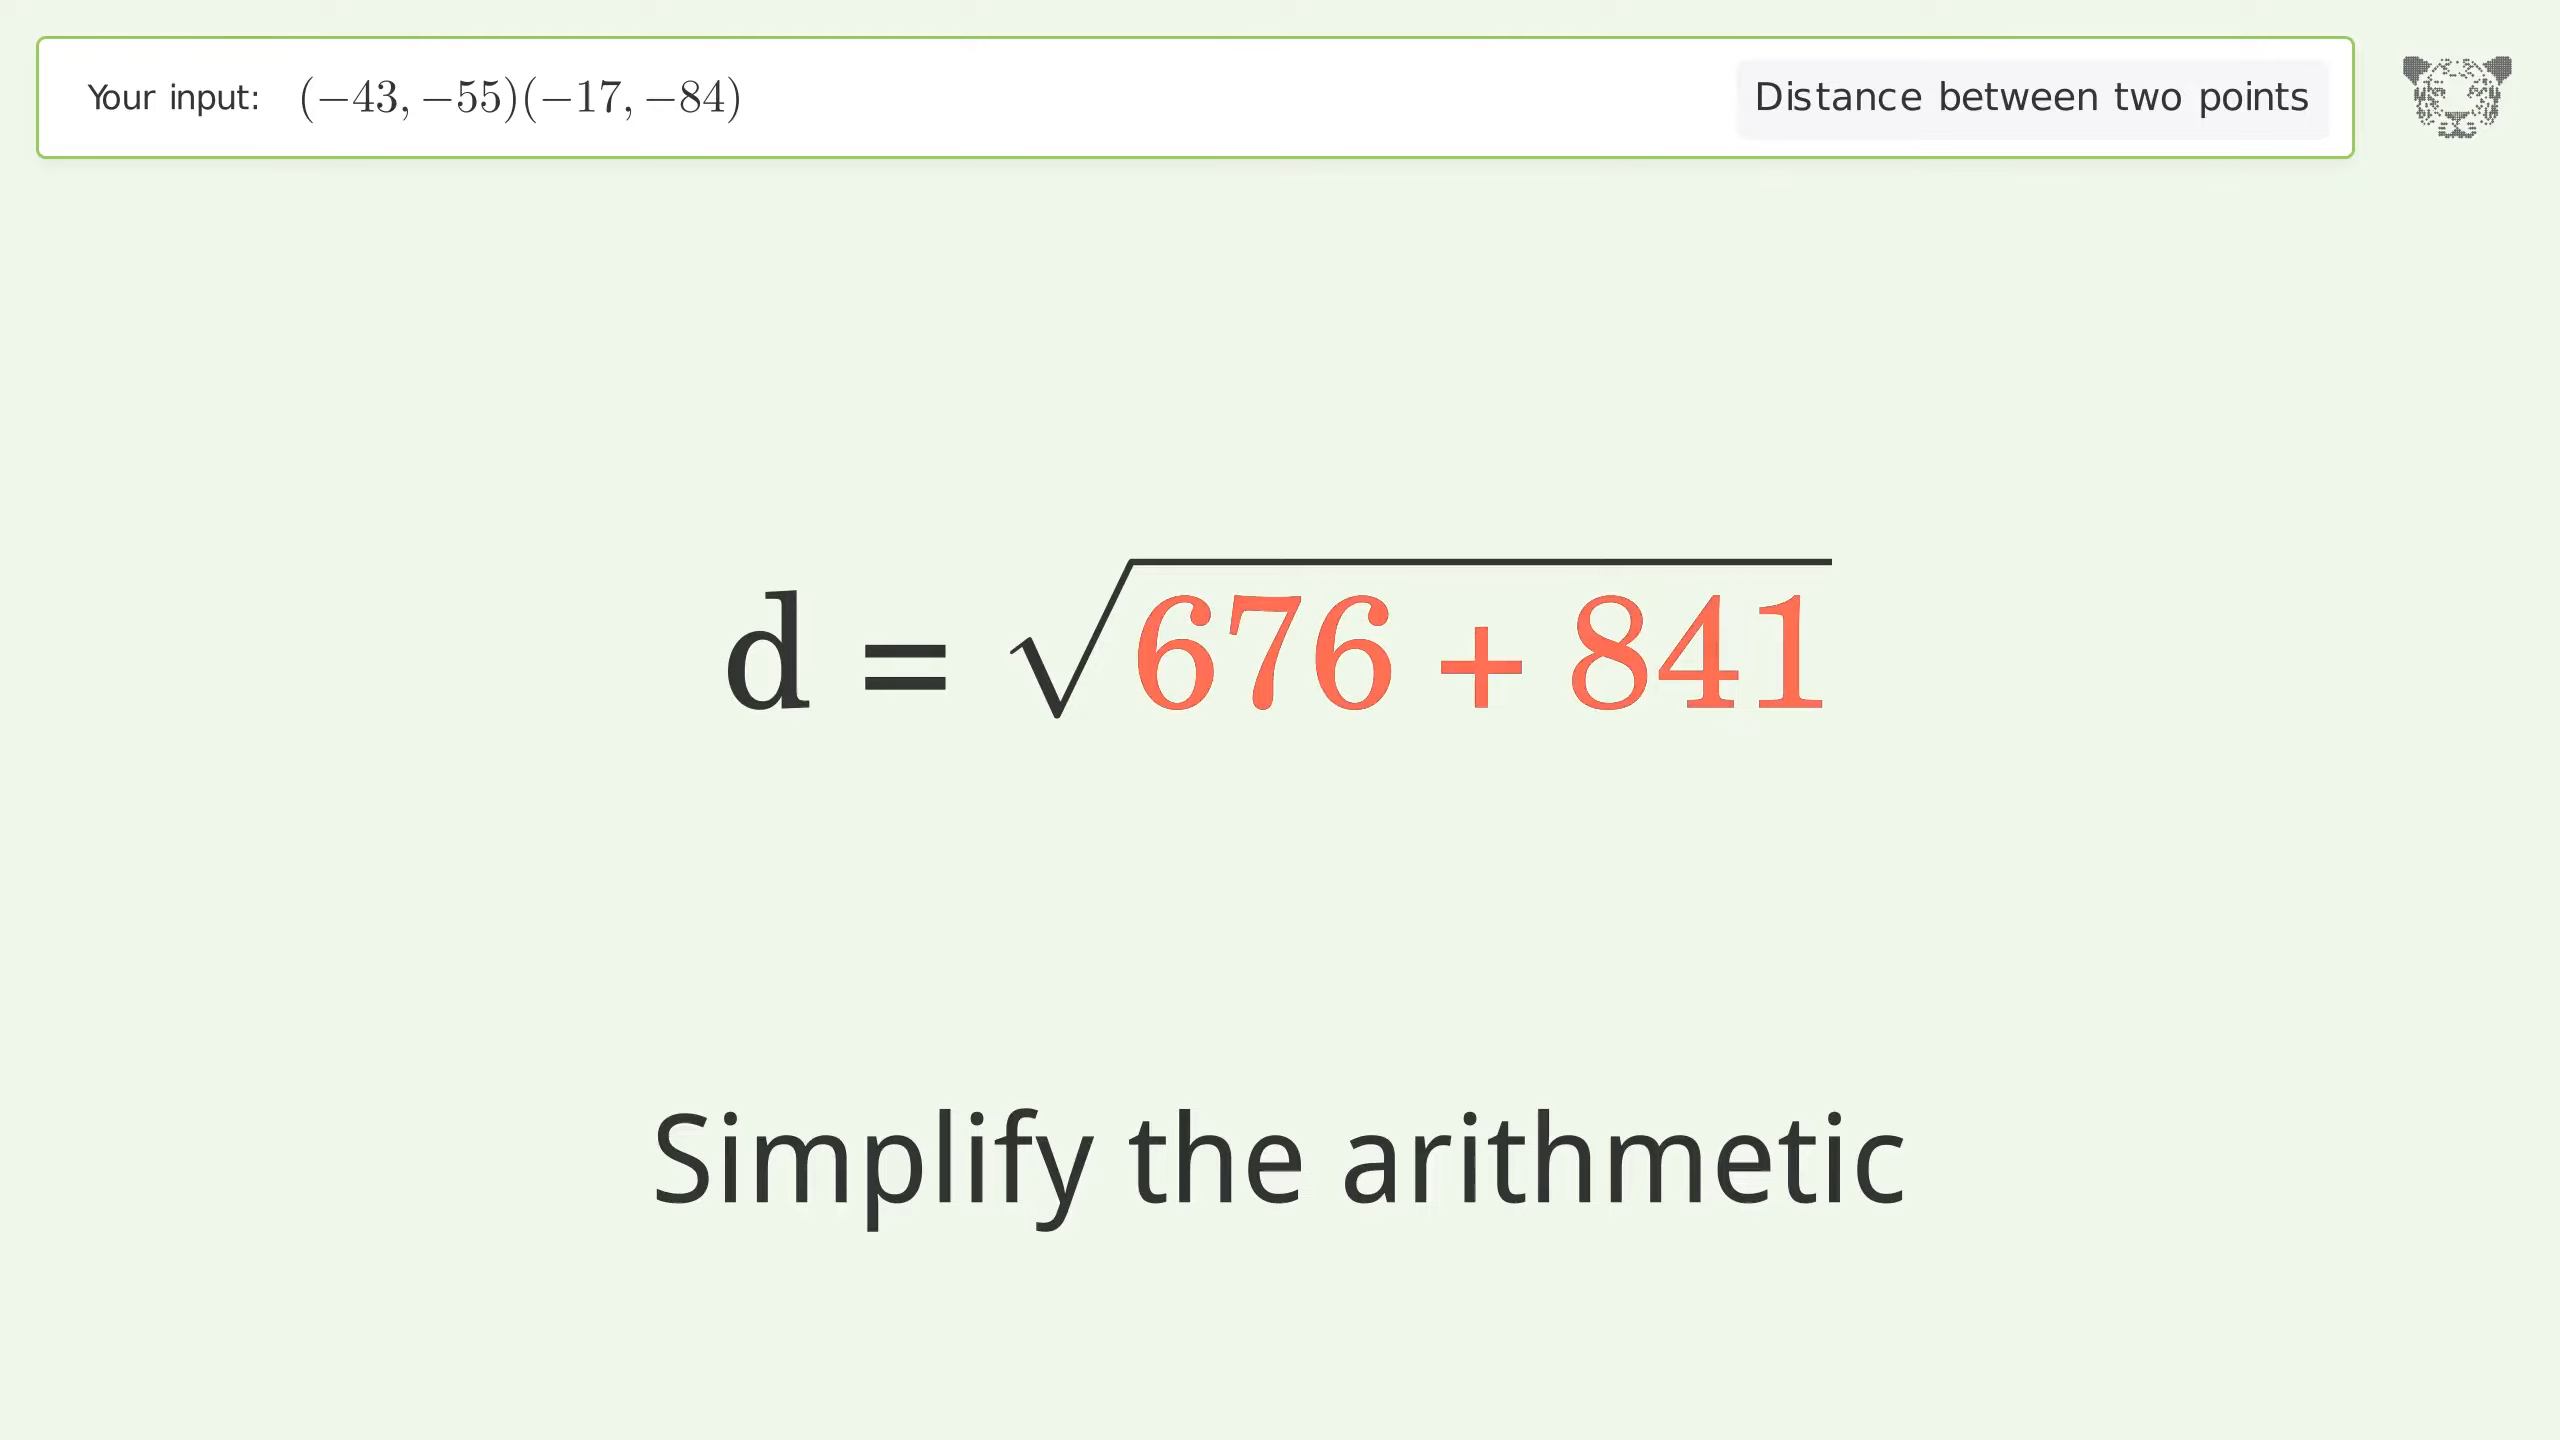 Your input: (−43, −55)(−17, −84)
Distance between two points
d = √676 + 841
Simplify the arithmetic